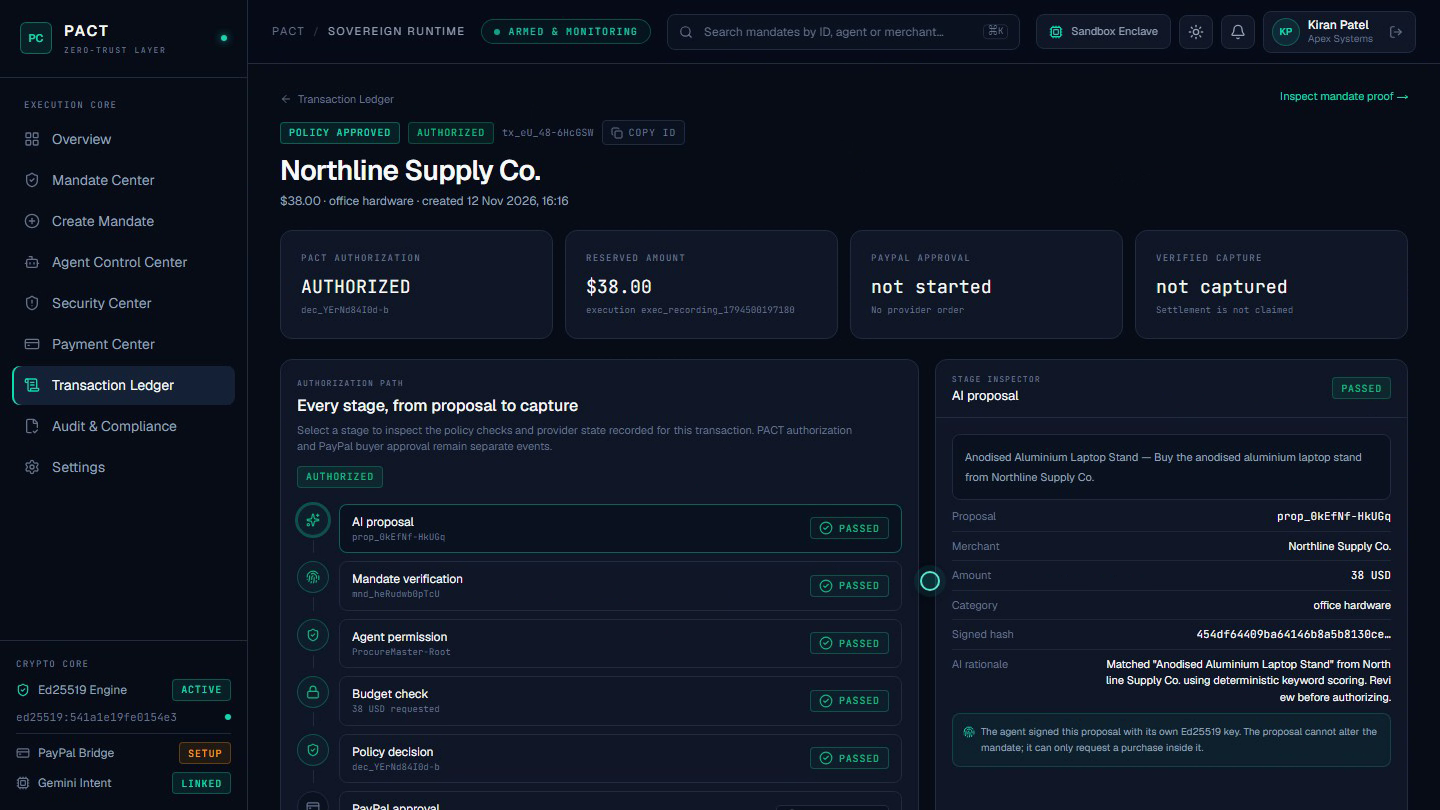 PC
PACT
ZERO-TRUST LAYER
PACT / SOVEREIGN RUNTIME
ARMED & MONITORING
Search mandates by ID, agent or merchant...
⌘K
Sandbox Enclave
KP
Kiran Patel
Apex Systems
EXECUTION CORE
Overview
Mandate Center
Create Mandate
Agent Control Center
Security Center
Payment Center
Transaction Ledger
Audit & Compliance
Settings
CRYPTO CORE
Ed25519 Engine
ACTIVE
ed25519:541a1e19fe0154e3
PayPal Bridge
SETUP
Gemini Intent
LINKED
← Transaction Ledger
Inspect mandate proof →
POLICY APPROVED
AUTHORIZED
tx_eU_48-6HcGSW
COPY ID
Northline Supply Co.
$38.00 · office hardware · created 12 Nov 2026, 16:16
PACT AUTHORIZATION
AUTHORIZED
dec_YErNd84I0d-b
RESERVED AMOUNT
$38.00
execution exec_recording_1794500197180
PAYPAL APPROVAL
not started
No provider order
VERIFIED CAPTURE
not captured
Settlement is not claimed
AUTHORIZATION PATH
Every stage, from proposal to capture
Select a stage to inspect the policy checks and provider state recorded for this transaction. PACT authorization
and PayPal buyer approval remain separate events.
AUTHORIZED
AI proposal
prop_0kEfNf-HkUGq
PASSED
Mandate verification
mnd_heRudwb0pTcU
PASSED
Agent permission
ProcureMaster-Root
PASSED
Budget check
38 USD requested
PASSED
Policy decision
dec_YErNd84I0d-b
PASSED
PayPal approval
STAGE INSPECTOR
AI proposal
PASSED
Anodised Aluminium Laptop Stand — Buy the anodised aluminium laptop stand
from Northline Supply Co.
Proposal
prop_0kEfNf-HkUGq
Merchant
Northline Supply Co.
Amount
38 USD
Category
office hardware
Signed hash
454df64409ba64146b8a5b8130ce…
AI rationale
Matched "Anodised Aluminium Laptop Stand" from North
line Supply Co. using deterministic keyword scoring. Revi
ew before authorizing.
The agent signed this proposal with its own Ed25519 key. The proposal cannot alter the
mandate; it can only request a purchase inside it.